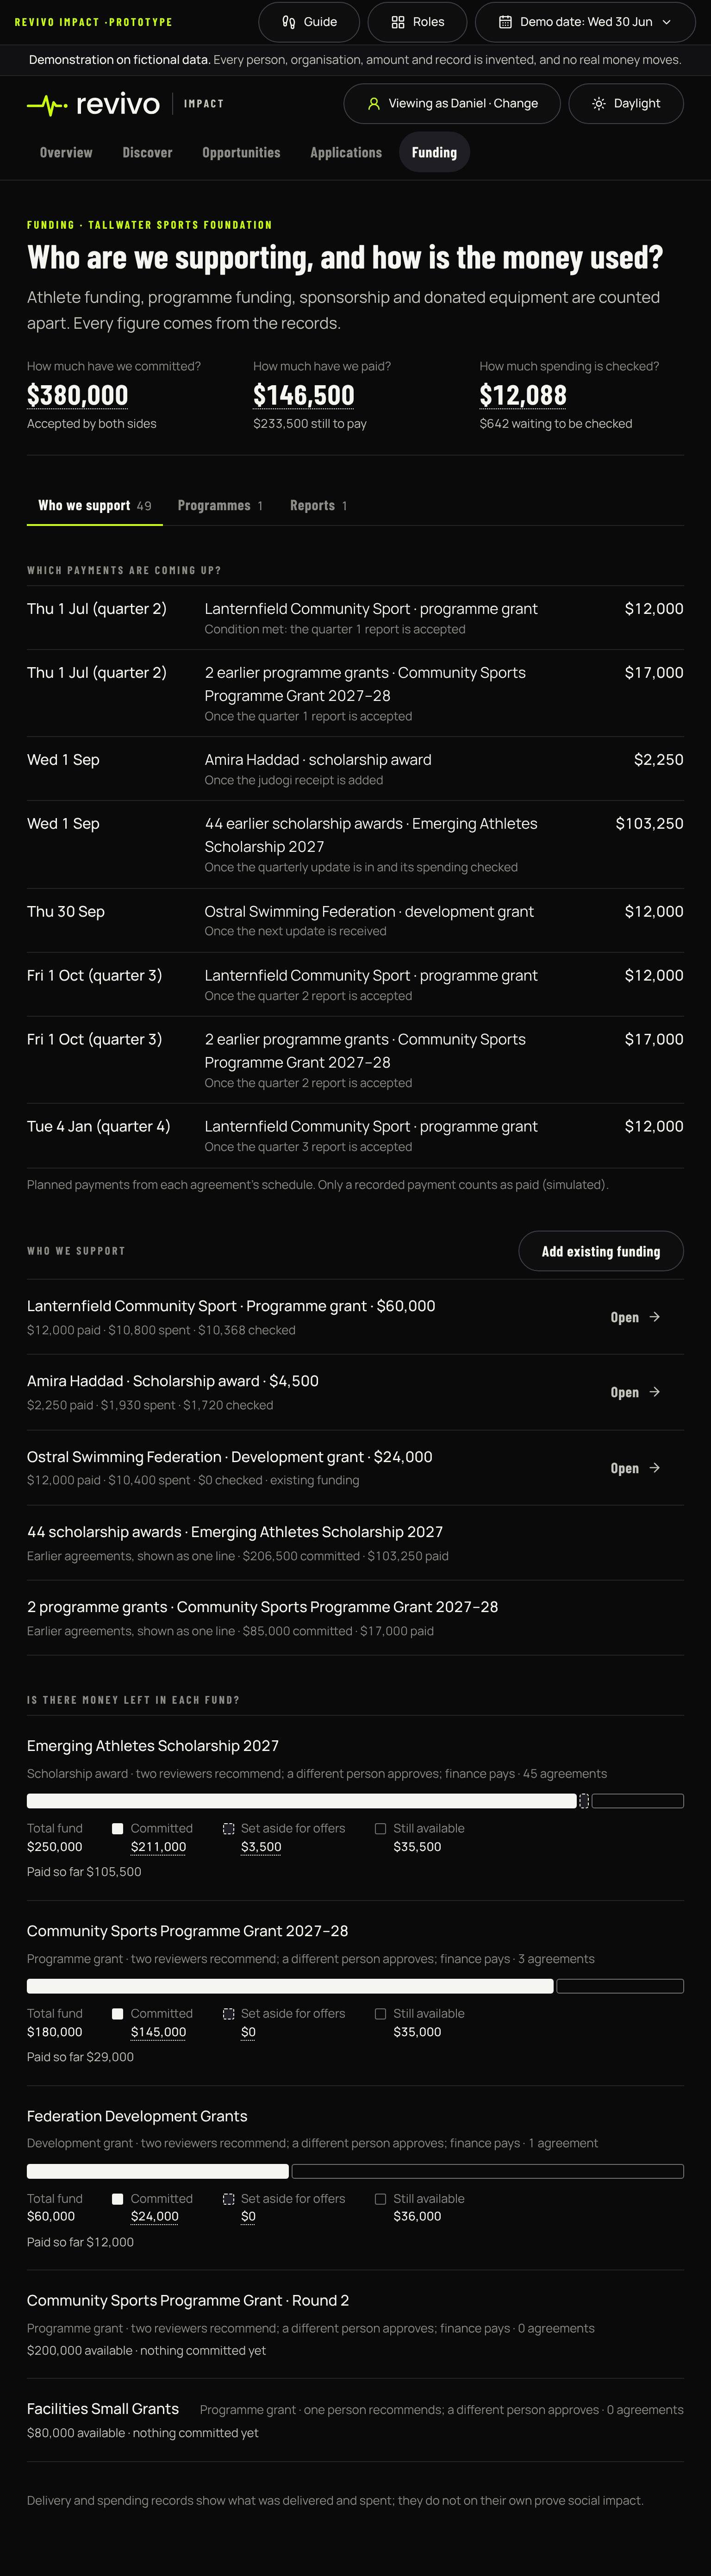 REVIVO IMPACT · PROTOTYPE
Guide
Roles
Demo date: Wed 30 Jun
Demonstration on fictional data. Every person, organisation, amount and record is invented, and no real money moves.
revivo
IMPACT
Viewing as Daniel · Change
Daylight
Overview
Discover
Opportunities
Applications
Funding
FUNDING · TALLWATER SPORTS FOUNDATION
Who are we supporting, and how is the money used?
Athlete funding, programme funding, sponsorship and donated equipment are counted
apart. Every figure comes from the records.
How much have we committed?
$380,000
Accepted by both sides
How much have we paid?
$146,500
$233,500 still to pay
How much spending is checked?
$12,088
$642 waiting to be checked
Who we support 49
Programmes 1
Reports 1
WHICH PAYMENTS ARE COMING UP?
Thu 1 Jul (quarter 2)
Lanternfield Community Sport · programme grant
$12,000
Condition met: the quarter 1 report is accepted
Thu 1 Jul (quarter 2)
2 earlier programme grants · Community Sports
Programme Grant 2027–28
$17,000
Once the quarter 1 report is accepted
Wed 1 Sep
Amira Haddad · scholarship award
$2,250
Once the judogi receipt is added
Wed 1 Sep
44 earlier scholarship awards · Emerging Athletes
Scholarship 2027
$103,250
Once the quarterly update is in and its spending checked
Thu 30 Sep
Ostral Swimming Federation · development grant
$12,000
Once the next update is received
Fri 1 Oct (quarter 3)
Lanternfield Community Sport · programme grant
$12,000
Once the quarter 2 report is accepted
Fri 1 Oct (quarter 3)
2 earlier programme grants · Community Sports
Programme Grant 2027–28
$17,000
Once the quarter 2 report is accepted
Tue 4 Jan (quarter 4)
Lanternfield Community Sport · programme grant
$12,000
Once the quarter 3 report is accepted
Planned payments from each agreement's schedule. Only a recorded payment counts as paid (simulated).
WHO WE SUPPORT
Add existing funding
Lanternfield Community Sport · Programme grant · $60,000
$12,000 paid · $10,800 spent · $10,368 checked
Open
Amira Haddad · Scholarship award · $4,500
$2,250 paid · $1,930 spent · $1,720 checked
Open
Ostral Swimming Federation · Development grant · $24,000
$12,000 paid · $10,400 spent · $0 checked · existing funding
Open
44 scholarship awards · Emerging Athletes Scholarship 2027
Earlier agreements, shown as one line · $206,500 committed · $103,250 paid
2 programme grants · Community Sports Programme Grant 2027–28
Earlier agreements, shown as one line · $85,000 committed · $17,000 paid
IS THERE MONEY LEFT IN EACH FUND?
Emerging Athletes Scholarship 2027
Scholarship award · two reviewers recommend; a different person approves; finance pays · 45 agreements
Total fund
$250,000
Committed
$211,000
Set aside for offers
$3,500
Still available
$35,500
Paid so far $105,500
Community Sports Programme Grant 2027–28
Programme grant · two reviewers recommend; a different person approves; finance pays · 3 agreements
Total fund
$180,000
Committed
$145,000
Set aside for offers
$0
Still available
$35,000
Paid so far $29,000
Federation Development Grants
Development grant · two reviewers recommend; a different person approves; finance pays · 1 agreement
Total fund
$60,000
Committed
$24,000
Set aside for offers
$0
Still available
$36,000
Paid so far $12,000
Community Sports Programme Grant · Round 2
Programme grant · two reviewers recommend; a different person approves; finance pays · 0 agreements
$200,000 available · nothing committed yet
Facilities Small Grants
Programme grant · one person recommends; a different person approves · 0 agreements
$80,000 available · nothing committed yet
Delivery and spending records show what was delivered and spent; they do not on their own prove social impact.